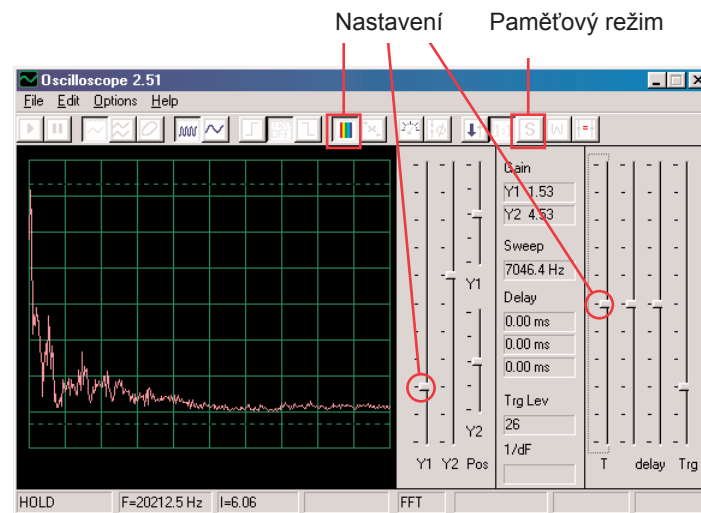 Nastavení Paměťový režim
Oscilloscope 2.51
File Edit Options Help
S
Gain
Y1 1.53
Y2 4.53
Sweep
7046.4 Hz
Delay
0.00 ms
0.00 ms
0.00 ms
Trg Lev
26
1/dF
Y1
Y2
Y1 Y2 Pos
T delay Trg
HOLD F=20212.5 Hz I=6.06 FFT